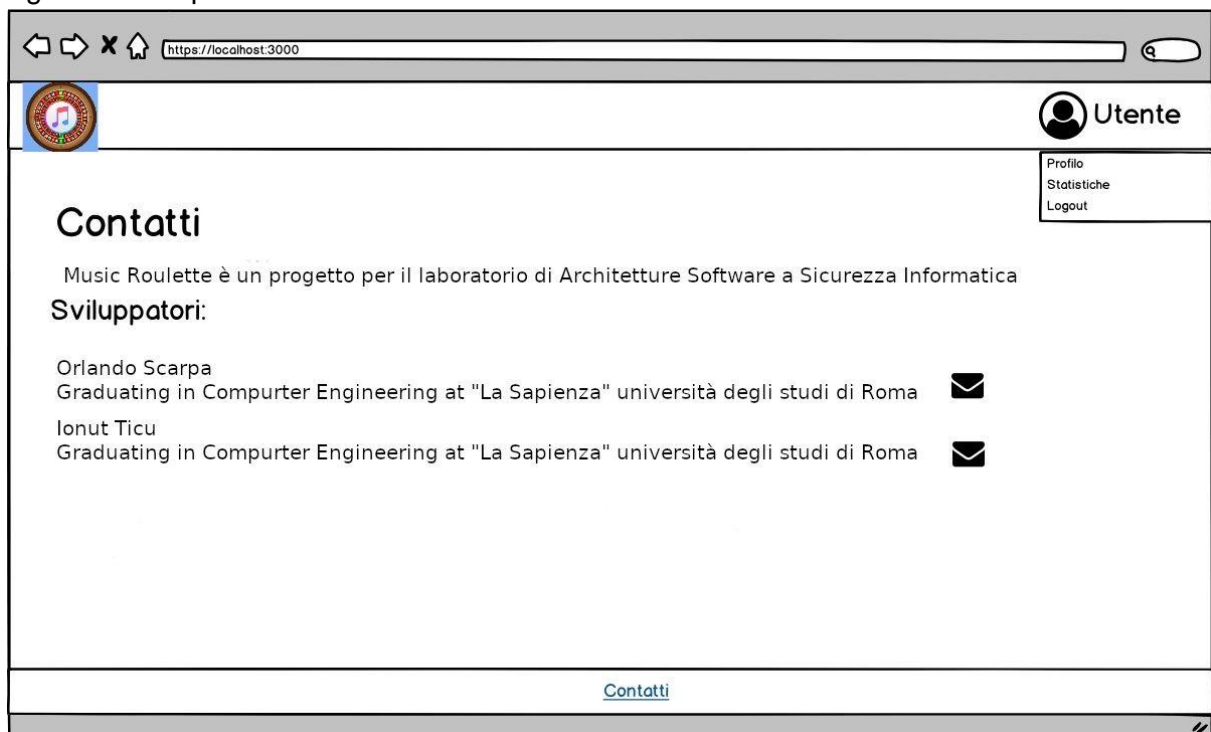 https://localhost:3000
Utente
Profilo
Statistiche
Logout
Contatti
Music Roulette è un progetto per il laboratorio di Architetture Software a Sicurezza Informatica
Sviluppatori:
Orlando Scarpa
Graduating in Compurter Engineering at "La Sapienza" università degli studi di Roma
Ionut Ticu
Graduating in Compurter Engineering at "La Sapienza" università degli studi di Roma
Contatti